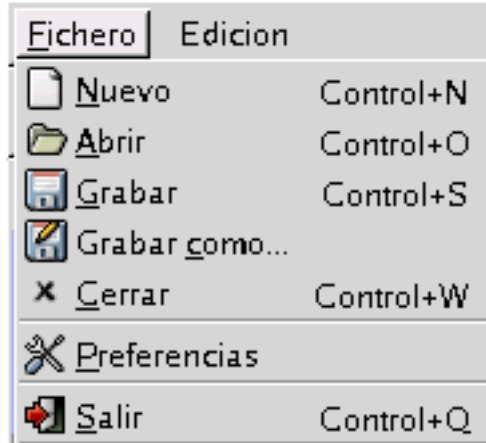 Fichero Edicion
Nuevo Control+N
Abrir Control+O
Grabar Control+S
Grabar como...
Cerrar Control+W
Preferencias
Salir Control+Q